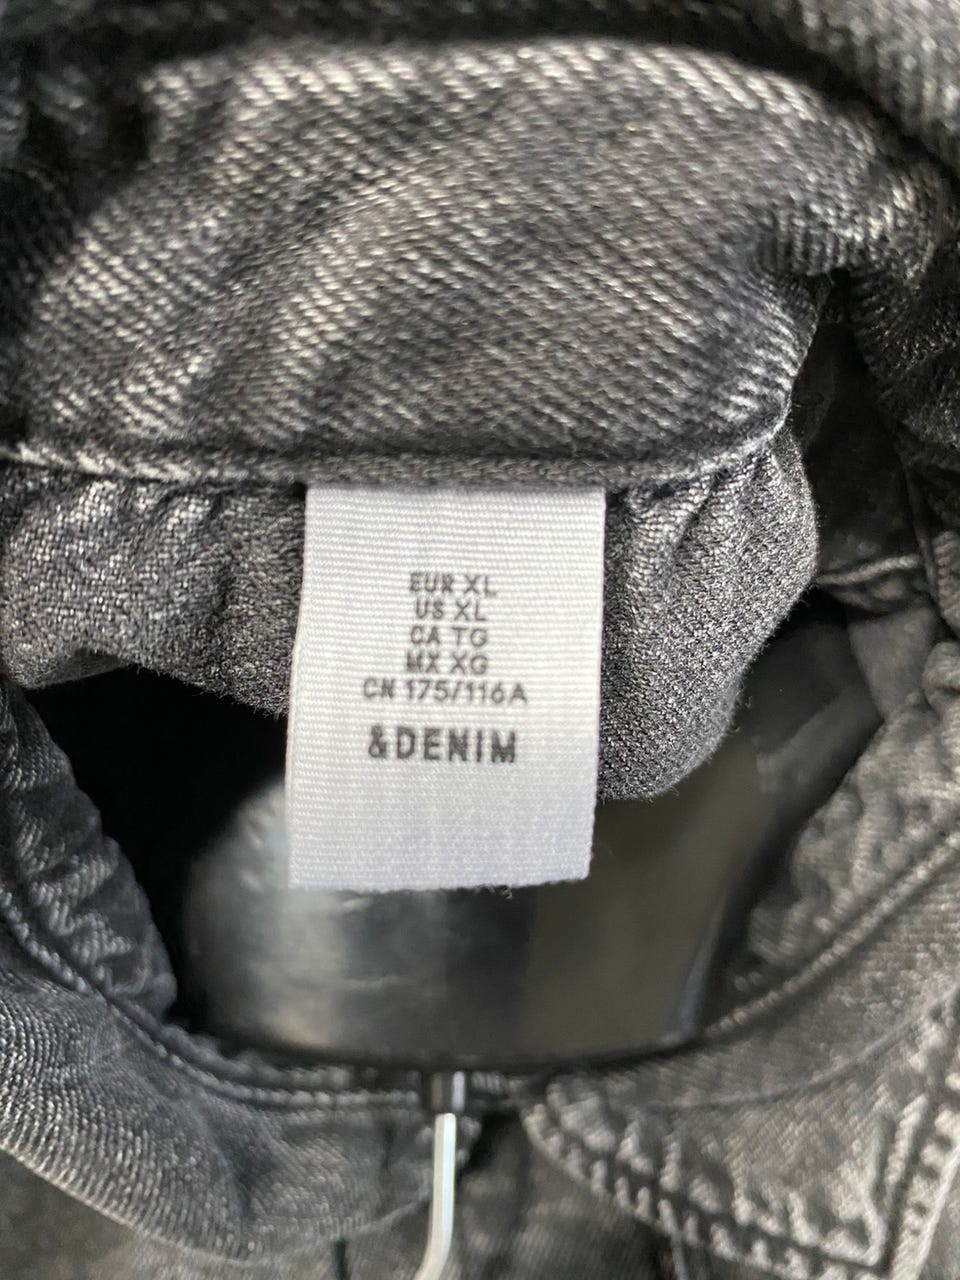 EUR XL
US XL
CA TG
MX XG
CN 175/116A
&DENIM